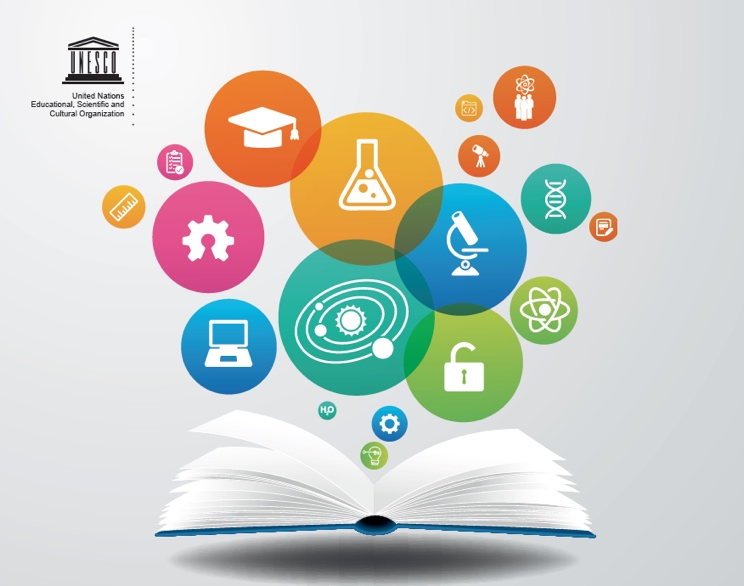 UNESCO
United Nations
Educational, Scientific and
Cultural Organization
H₂O